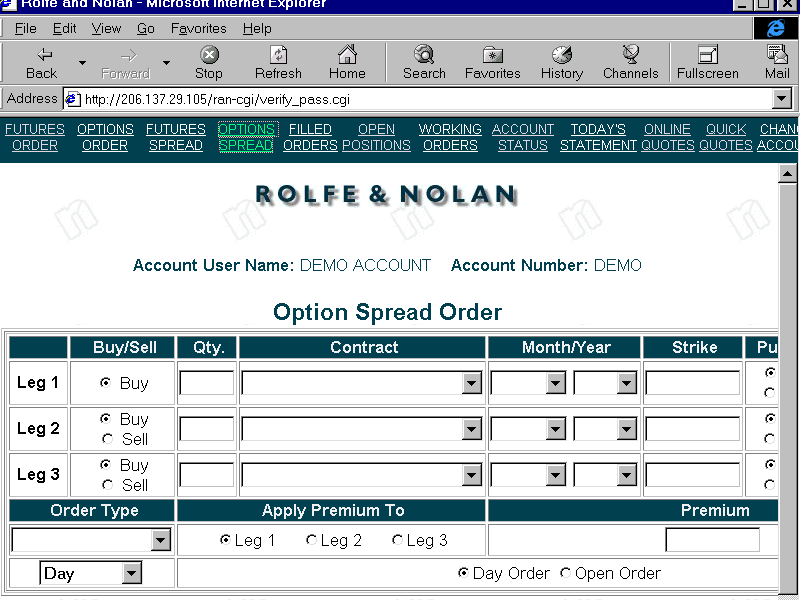 Rolfe and Nolan - Microsoft Internet Explorer
File Edit View Go Favorites Help
Back Forward Stop Refresh Home Search Favorites History Channels Fullscreen Mail
Address http://206.137.29.105/ran-cgi/verify_pass.cgi
FUTURES OPTIONS FUTURES OPTIONS FILLED OPEN WORKING ACCOUNT TODAY'S ONLINE QUICK CHAN
ORDER ORDER SPREAD SPREAD ORDERS POSITIONS ORDERS STATUS STATEMENT QUOTES QUOTES ACCOU
ROLFE & NOLAN
Account User Name: DEMO ACCOUNT Account Number: DEMO
Option Spread Order
Buy/Sell Qty. Contract Month/Year Strike Pu
Leg 1 Buy
Leg 2 Buy
Sell
Leg 3 Buy
Sell
Order Type Apply Premium To Premium
Leg 1 Leg 2 Leg 3
Day Day Order Open Order